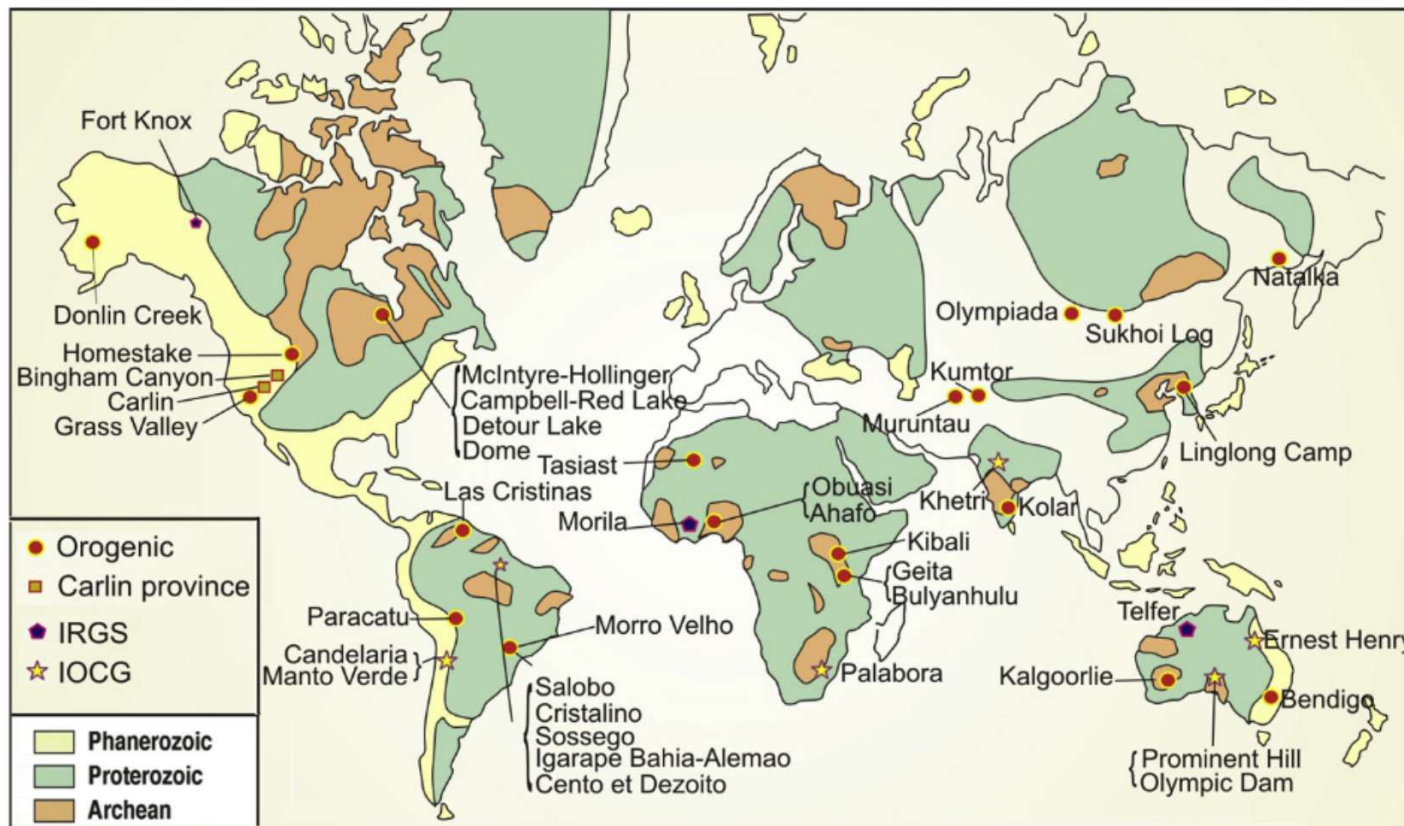 Fort Knox
Donlin Creek
Homestake
Bingham Canyon
Carlin
Grass Valley
McIntyre-Hollinger
Campbell-Red Lake
Detour Lake
Dome
Natalka
Olympiada
Sukhoi Log
Kumtor
Muruntau
Linglong Camp
Tasiast
Las Cristinas
Obuasi
Ahafo
Morila
Khetri
Kolar
Kibali
Geita
Bulyanhulu
Paracatu
Morro Velho
Candelaria
Manto Verde
Palabora
Telfer
Ernest Henry
Kalgoorlie
Bendigo
Salobo
Cristalino
Sossego
Igarape Bahia-Alemao
Cento et Dezoito
Prominent Hill
Olympic Dam
Orogenic
Carlin province
IRGS
IOCG
Phanerozoic
Proterozoic
Archean